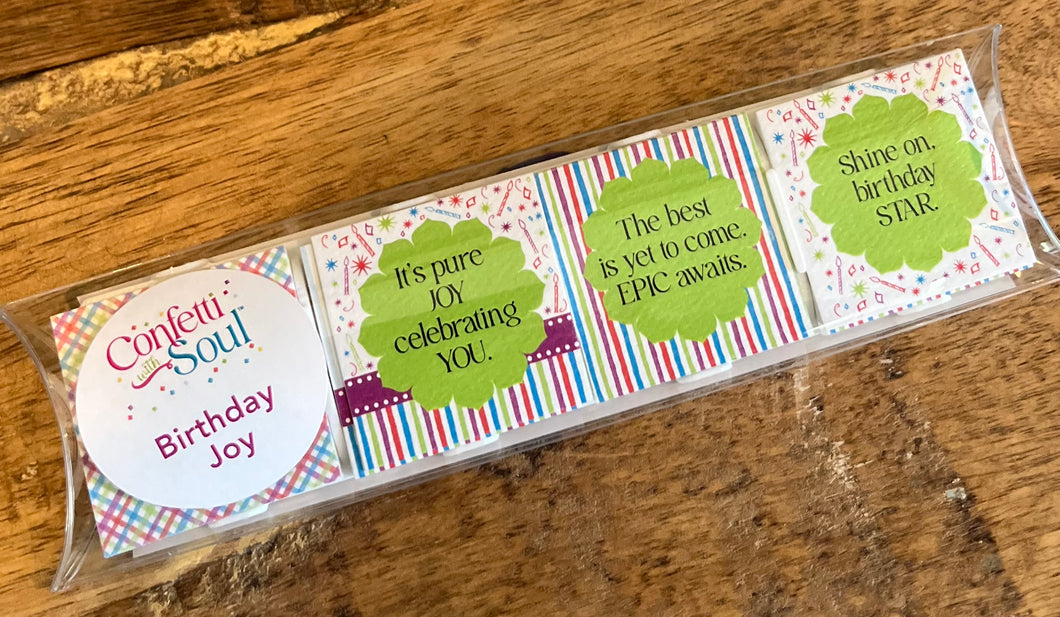 Confetti
with Soul™
Birthday
Joy
It's pure
JOY
celebrating
YOU.
The best
is yet to come.
EPIC awaits.
Shine on,
birthday
STAR.